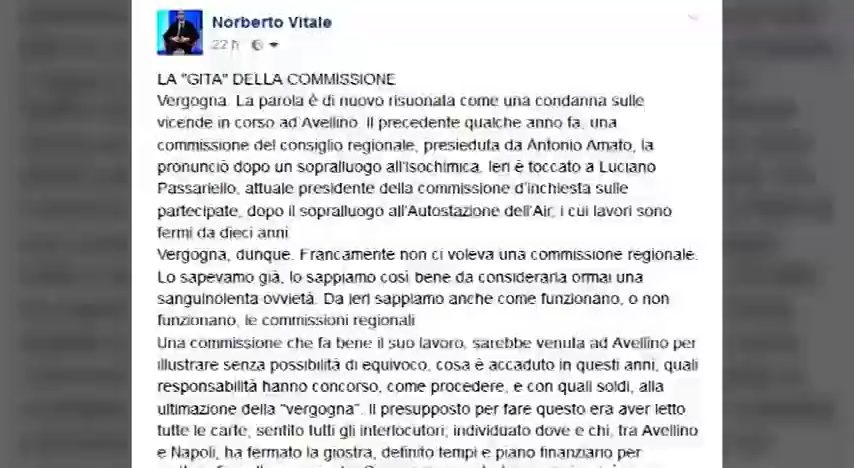 Norberto Vitale
22 h
LA "GITA" DELLA COMMISSIONE
Vergogna. La parola è di nuovo risuonata come una condanna sulle
vicende in corso ad Avellino. Il precedente qualche anno fa, una
commissione del consiglio regionale, presieduta da Antonio Amato, la
pronunciò dopo un sopralluogo all'Isochimica. Ieri è toccato a Luciano
Passariello, attuale presidente della commissione d'inchiesta sulle
partecipate, dopo il sopralluogo all'Autostazione dell'Air, i cui lavori sono
fermi da dieci anni.
Vergogna, dunque. Francamente non ci voleva una commissione regionale.
Lo sapevamo già, lo sappiamo così bene da considerarla ormai una
sanguinolenta ovvietà. Da ieri sappiamo anche come funzionano, o non
funzionano, le commissioni regionali.
Una commissione che fa bene il suo lavoro, sarebbe venuta ad Avellino per
illustrare senza possibilità di equivoco, cosa è accaduto in questi anni, quali
responsabilità hanno concorso, come procedere, e con quali soldi, alla
ultimazione della "vergogna". Il presupposto per fare questo era aver letto
tutte le carte, sentito tutti gli interlocutori; individuato dove e chi, tra Avellino
e Napoli, ha fermato la giostra, definito tempi e piano finanziario per